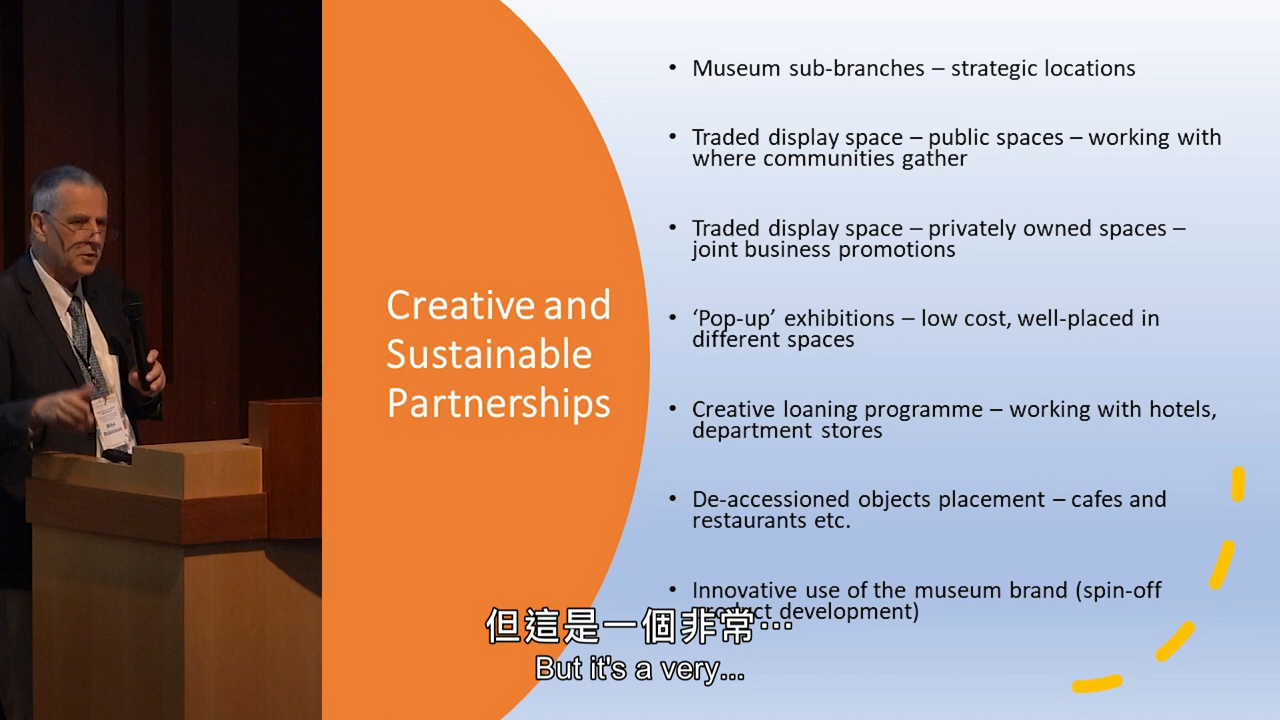 Creative and
Sustainable
Partnerships
• Museum sub-branches – strategic locations
• Traded display space – public spaces – working with
where communities gather
• Traded display space – privately owned spaces –
joint business promotions
• ‘Pop-up’ exhibitions – low cost, well-placed in
different spaces
• Creative loaning programme – working with hotels,
department stores
• De-accessioned objects placement – cafes and
restaurants etc.
• Innovative use of the museum brand (spin-off
product development)
但這是一個非常…
But it's a very...
Mike
Robinson